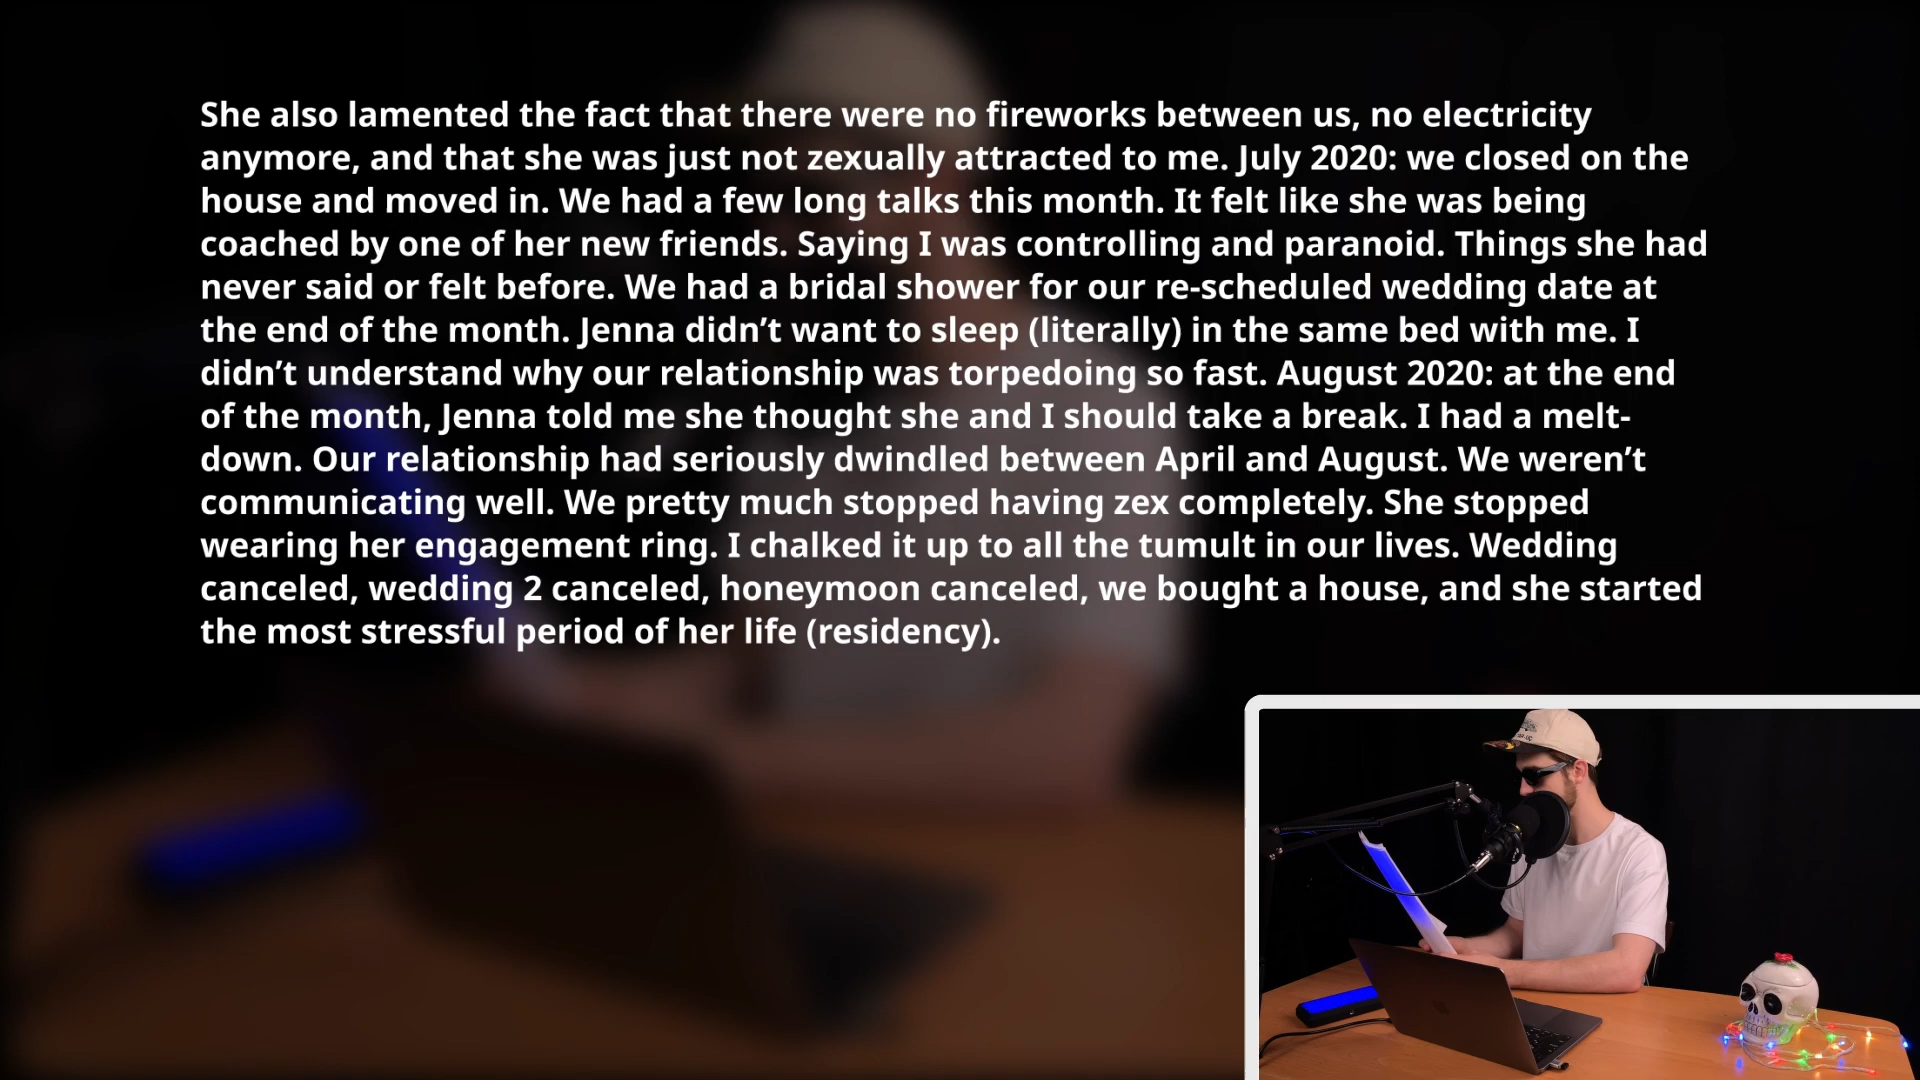 She also lamented the fact that there were no fireworks between us, no electricity
anymore, and that she was just not zexually attracted to me. July 2020: we closed on the
house and moved in. We had a few long talks this month. It felt like she was being
coached by one of her new friends. Saying I was controlling and paranoid. Things she had
never said or felt before. We had a bridal shower for our re-scheduled wedding date at
the end of the month. Jenna didn’t want to sleep (literally) in the same bed with me. I
didn’t understand why our relationship was torpedoing so fast. August 2020: at the end
of the month, Jenna told me she thought she and I should take a break. I had a melt-
down. Our relationship had seriously dwindled between April and August. We weren’t
communicating well. We pretty much stopped having zex completely. She stopped
wearing her engagement ring. I chalked it up to all the tumult in our lives. Wedding
canceled, wedding 2 canceled, honeymoon canceled, we bought a house, and she started
the most stressful period of her life (residency).